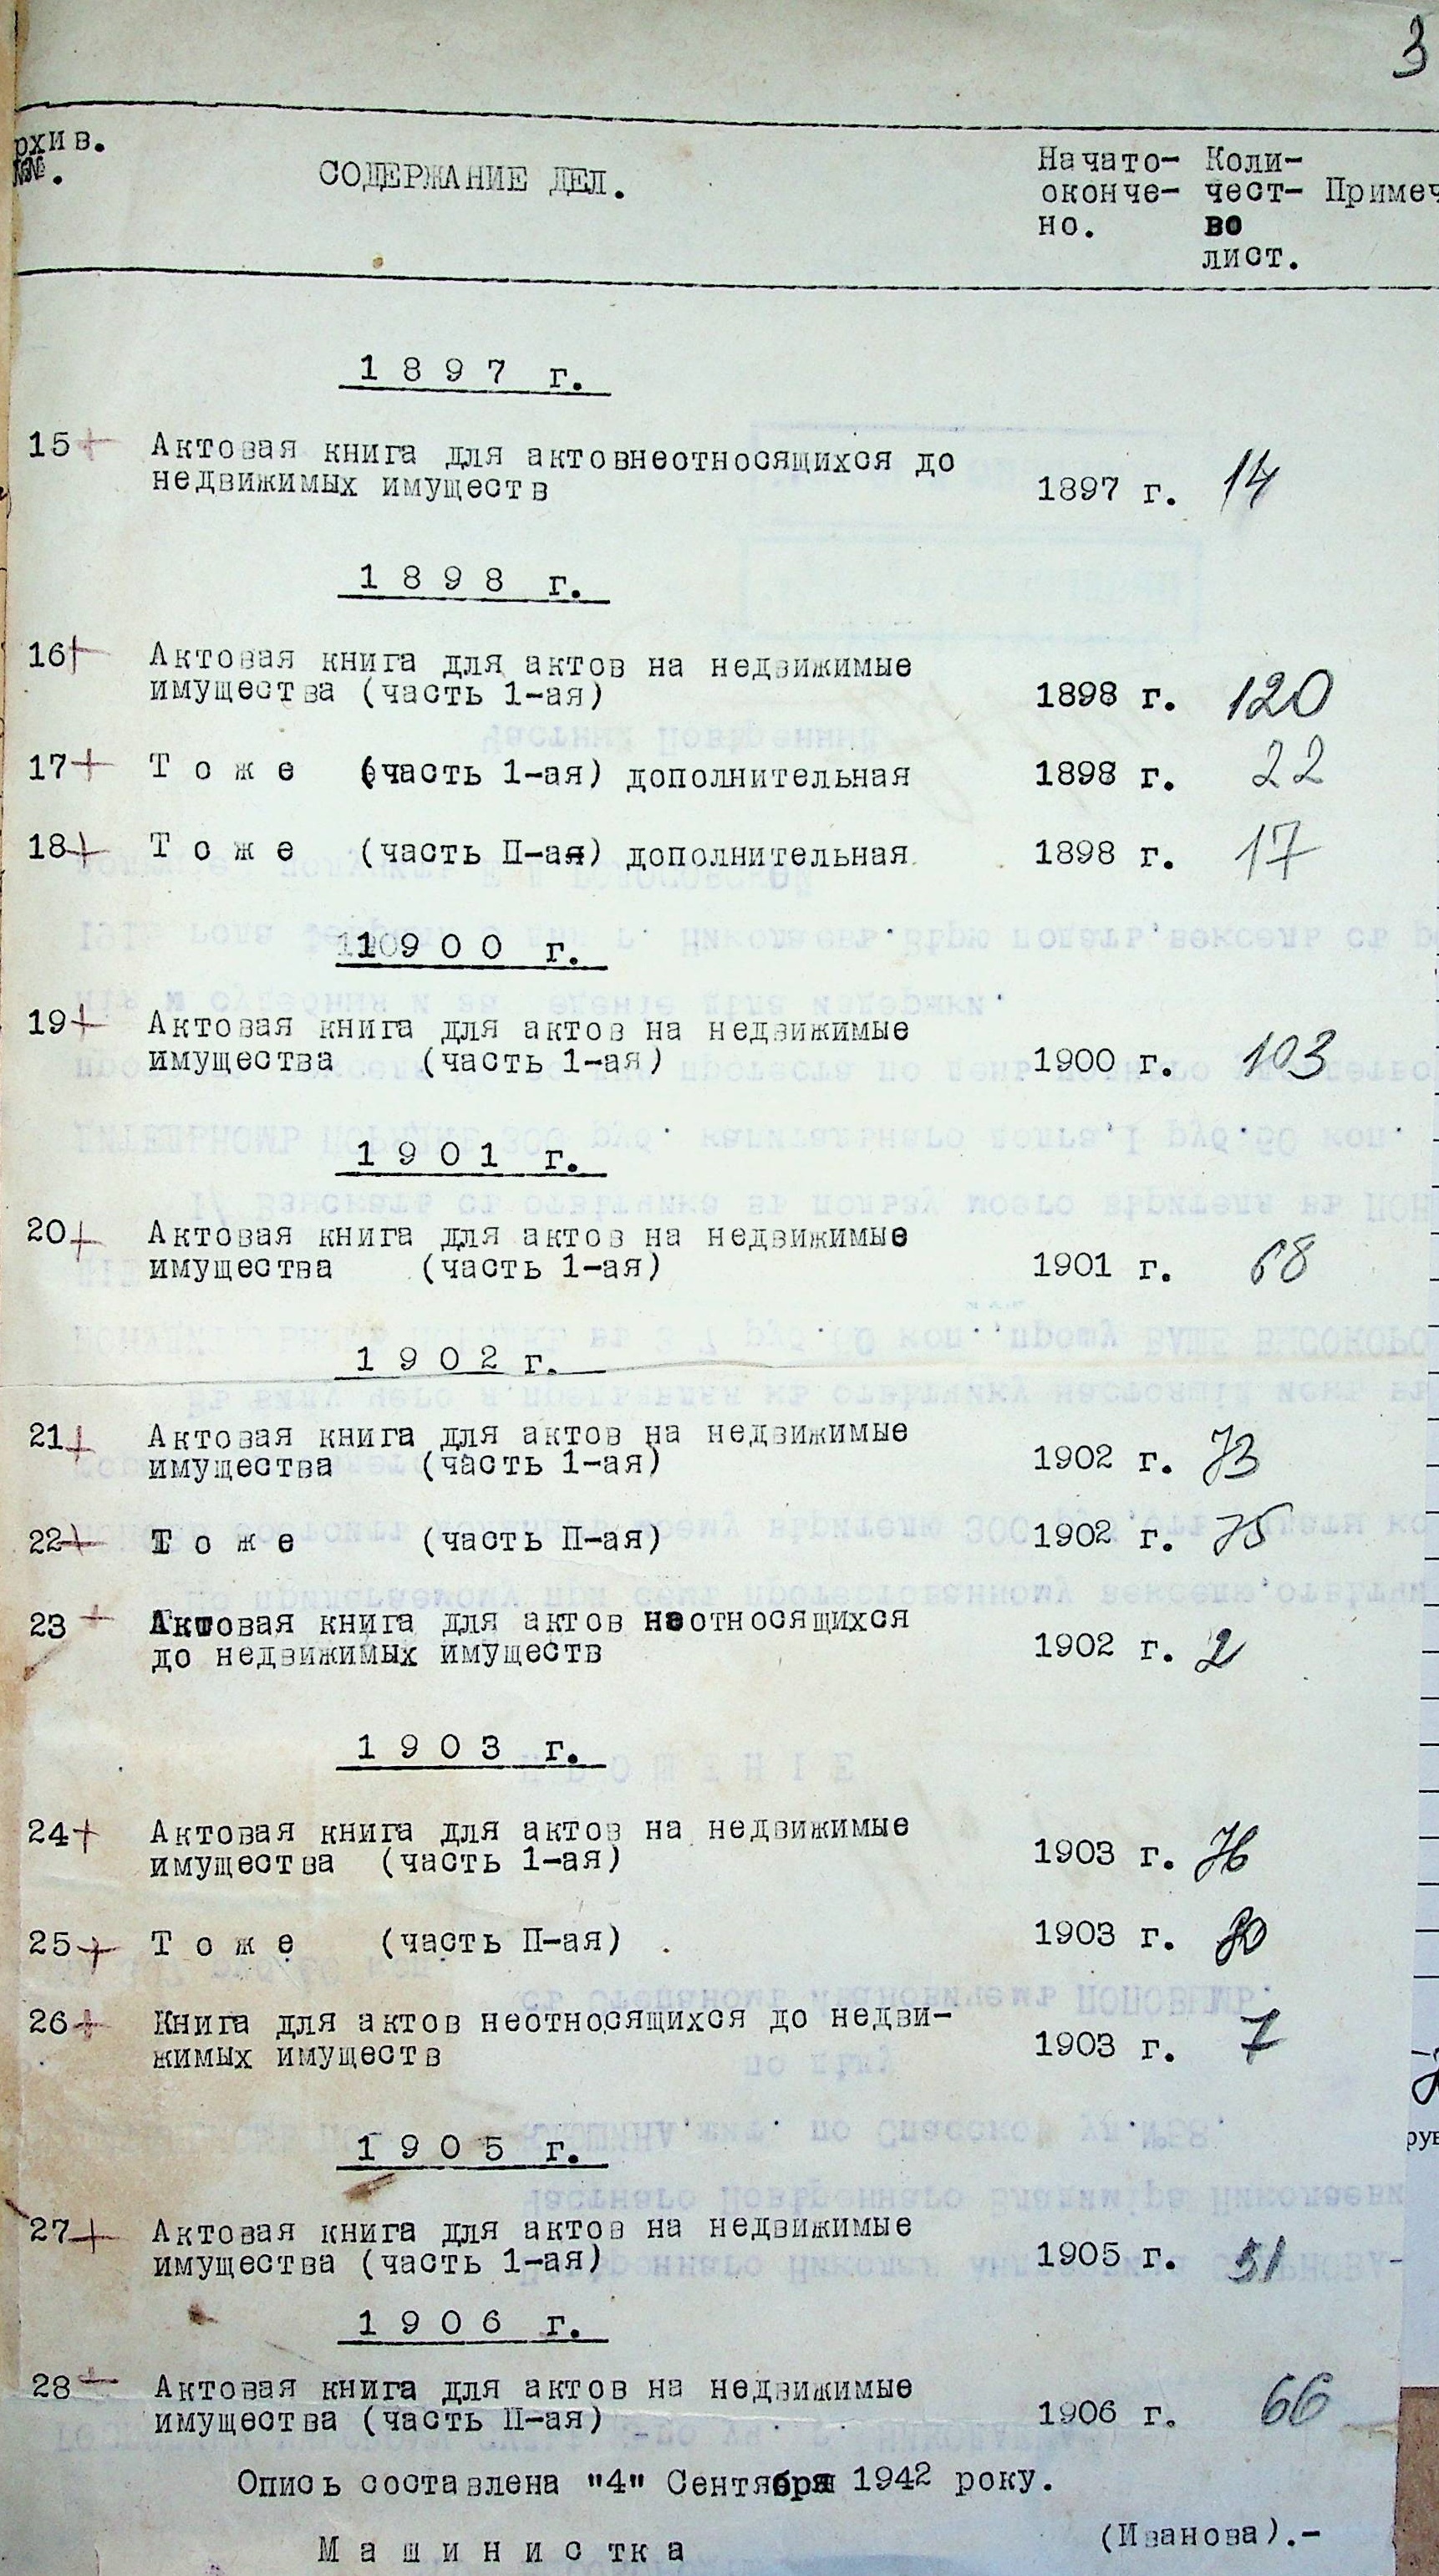 3
рхив.
№№.
СОДЕРЖАНИЕ ДЕЛ.
Начато- Коли-
оконче- чест- Примеч
но. во
лист.
1897 г.
15+ Актовая книга для актовнеотносящихся до
недвижимых имуществ 1897 г. 14
1898 г.
16+ Актовая книга для актов на недвижимые
имущества (часть 1-ая) 1898 г. 120
17+ Тоже (часть 1-ая) дополнительная 1898 г. 22
18+ Тоже (часть П-ая) дополнительная 1898 г. 17
1900 г.
19+ Актовая книга для актов на недвижимые
имущества (часть 1-ая) 1900 г. 103
1901 г.
20+ Актовая книга для актов на недвижимые
имущества (часть 1-ая) 1901 г. 68
1902 г.
21+ Актовая книга для актов на недвижимые
имущества (часть 1-ая) 1902 г. 73
22+ Тоже (часть П-ая) 1902 г. 75
23+ Актовая книга для актов неотносящихся
до недвижимых имуществ 1902 г. 2
1903 г.
24+ Актовая книга для актов на недвижимые
имущества (часть 1-ая) 1903 г. 76
25+ Тоже (часть П-ая) 1903 г.
26+ Книга для актов неотносящихся до недви-
жимых имуществ 1903 г. 7
1905 г.
27+ Актовая книга для актов на недвижимые
имущества (часть 1-ая) 1905 г. 51
1906 г.
28+ Актовая книга для актов на недвижимые
имущества (часть П-ая) 1906 г. 66
Опись составлена "4" Сентября 1942 року.
(Иванова).-
Машинистка